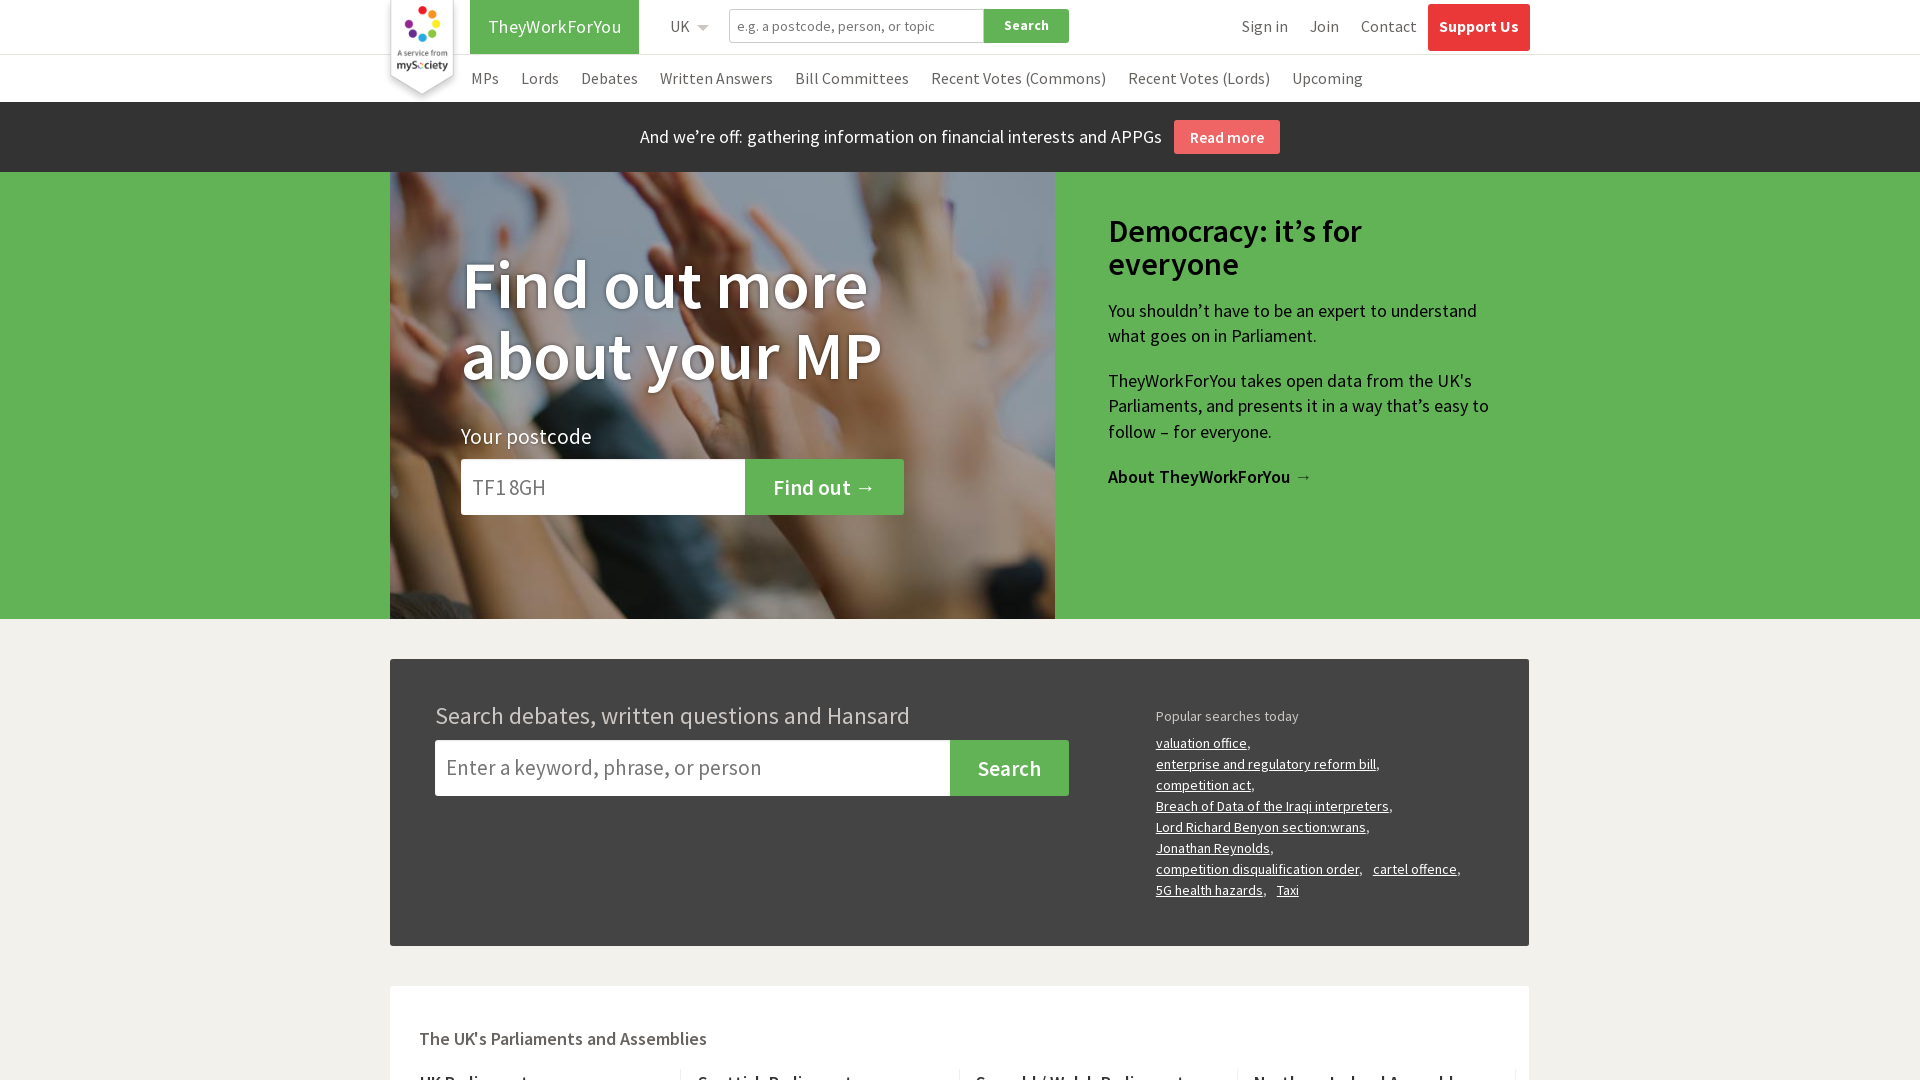 A service from
mySociety
TheyWorkForYou
UK
e.g. a postcode, person, or topic
Search
Sign in
Join
Contact
Support Us
MPs
Lords
Debates
Written Answers
Bill Committees
Recent Votes (Commons)
Recent Votes (Lords)
Upcoming
And we’re off: gathering information on financial interests and APPGs
Read more
Find out more
about your MP
Your postcode
TF1 8GH
Find out →
Democracy: it’s for
everyone
You shouldn’t have to be an expert to understand
what goes on in Parliament.
TheyWorkForYou takes open data from the UK's
Parliaments, and presents it in a way that’s easy to
follow – for everyone.
About TheyWorkForYou →
Search debates, written questions and Hansard
Enter a keyword, phrase, or person
Search
Popular searches today
valuation office,
enterprise and regulatory reform bill,
competition act,
Breach of Data of the Iraqi interpreters,
Lord Richard Benyon section:wrans,
Jonathan Reynolds,
competition disqualification order, cartel offence,
5G health hazards, Taxi
The UK's Parliaments and Assemblies